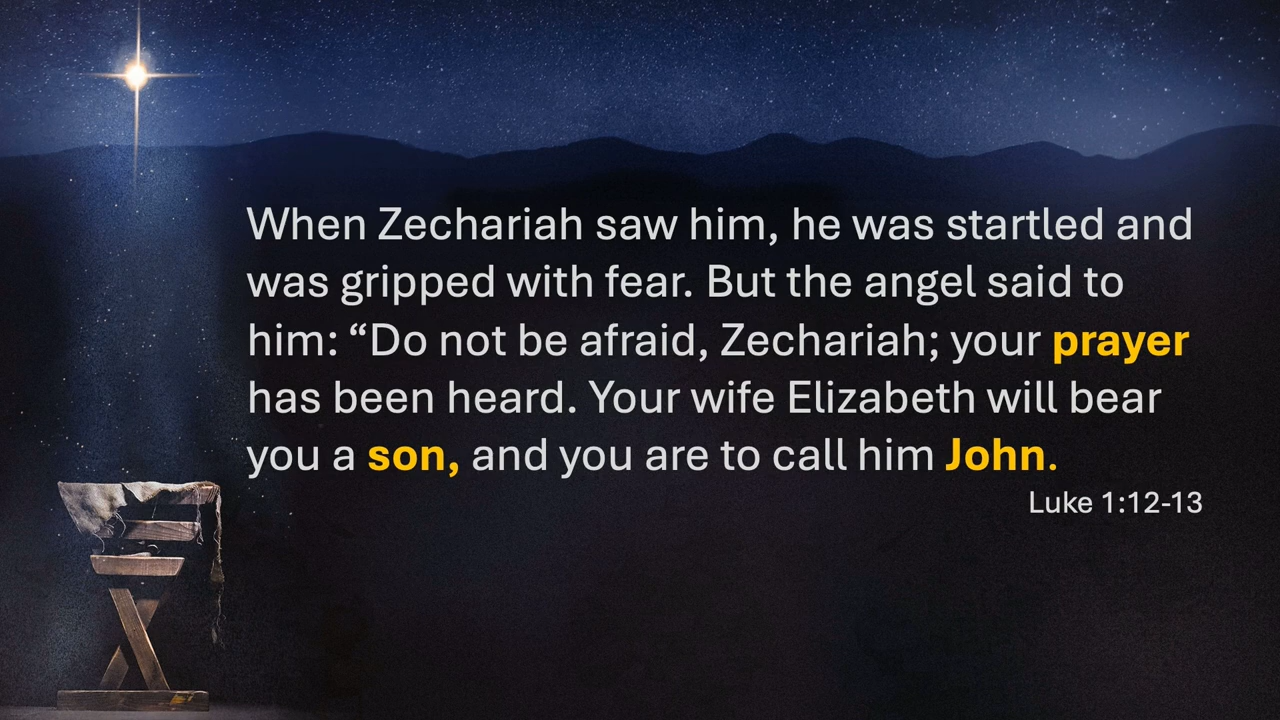 When Zechariah saw him, he was startled and
was gripped with fear. But the angel said to
him: “Do not be afraid, Zechariah; your prayer
has been heard. Your wife Elizabeth will bear
you a son, and you are to call him John.
Luke 1:12-13